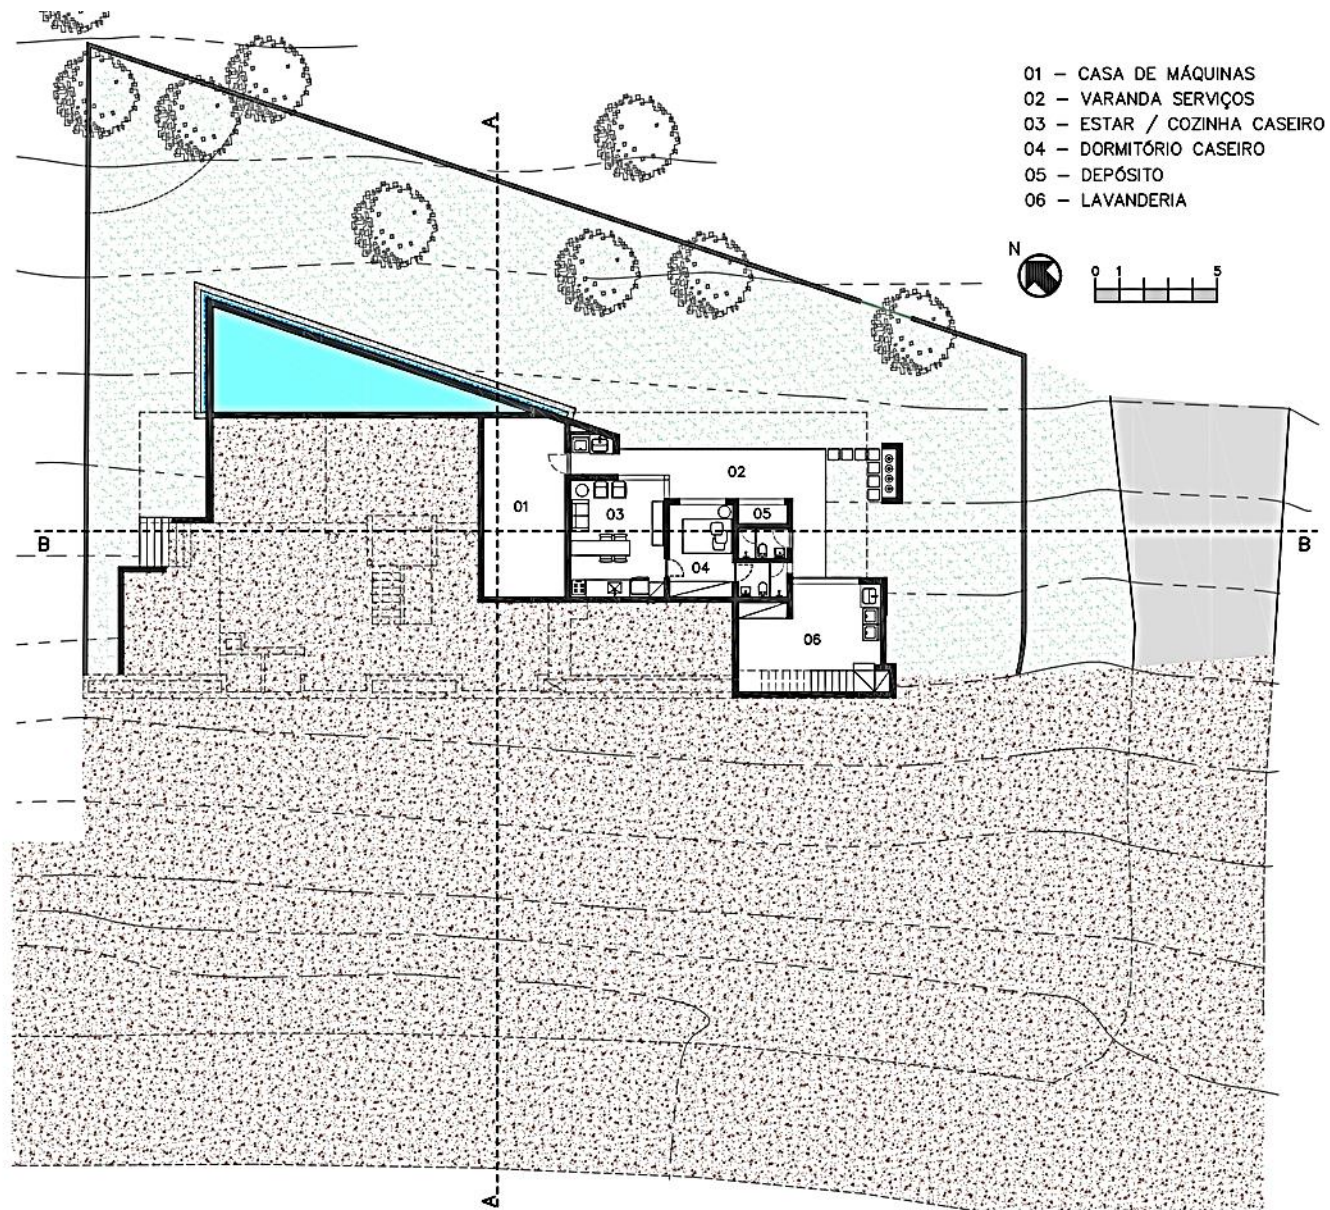 01 – CASA DE MÁQUINAS
02 – VARANDA SERVIÇOS
03 – ESTAR / COZINHA CASEIRO
04 – DORMITÓRIO CASEIRO
05 – DEPÓSITO
06 – LAVANDERIA
N
0 1 5
A
02
01
03
05
B
B
04
06
A